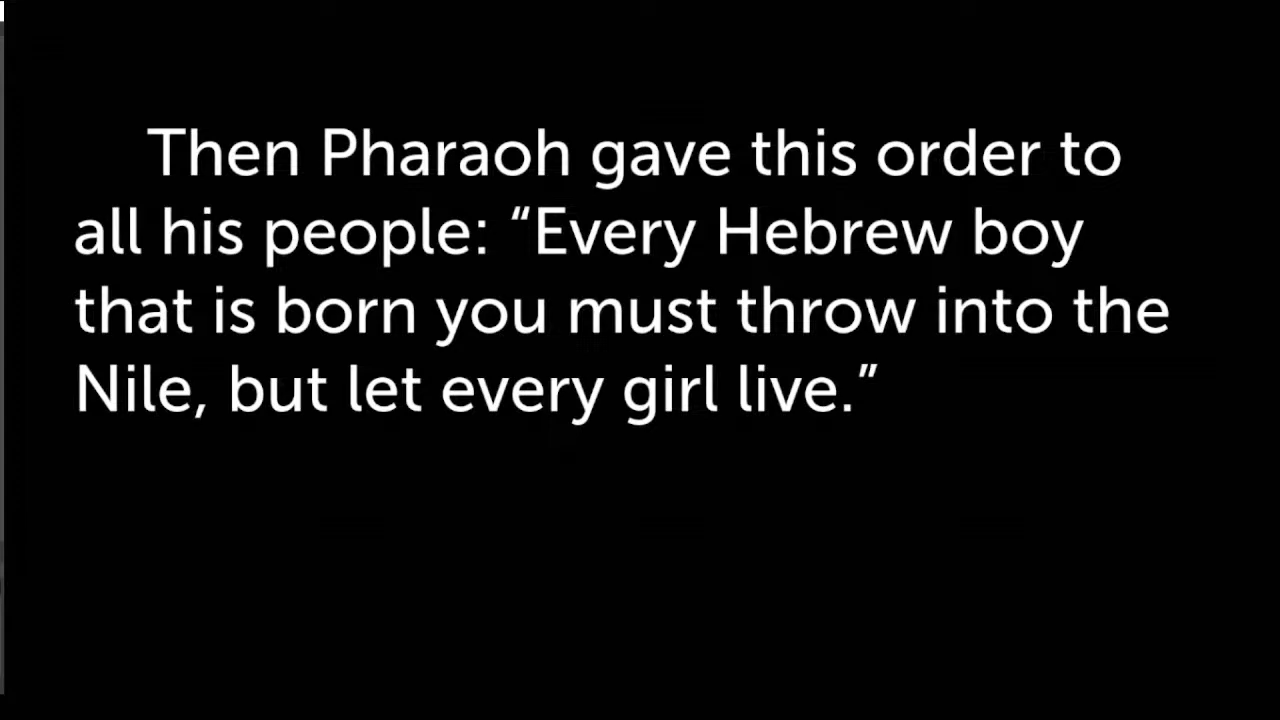 Then Pharaoh gave this order to
all his people: “Every Hebrew boy
that is born you must throw into the
Nile, but let every girl live.”